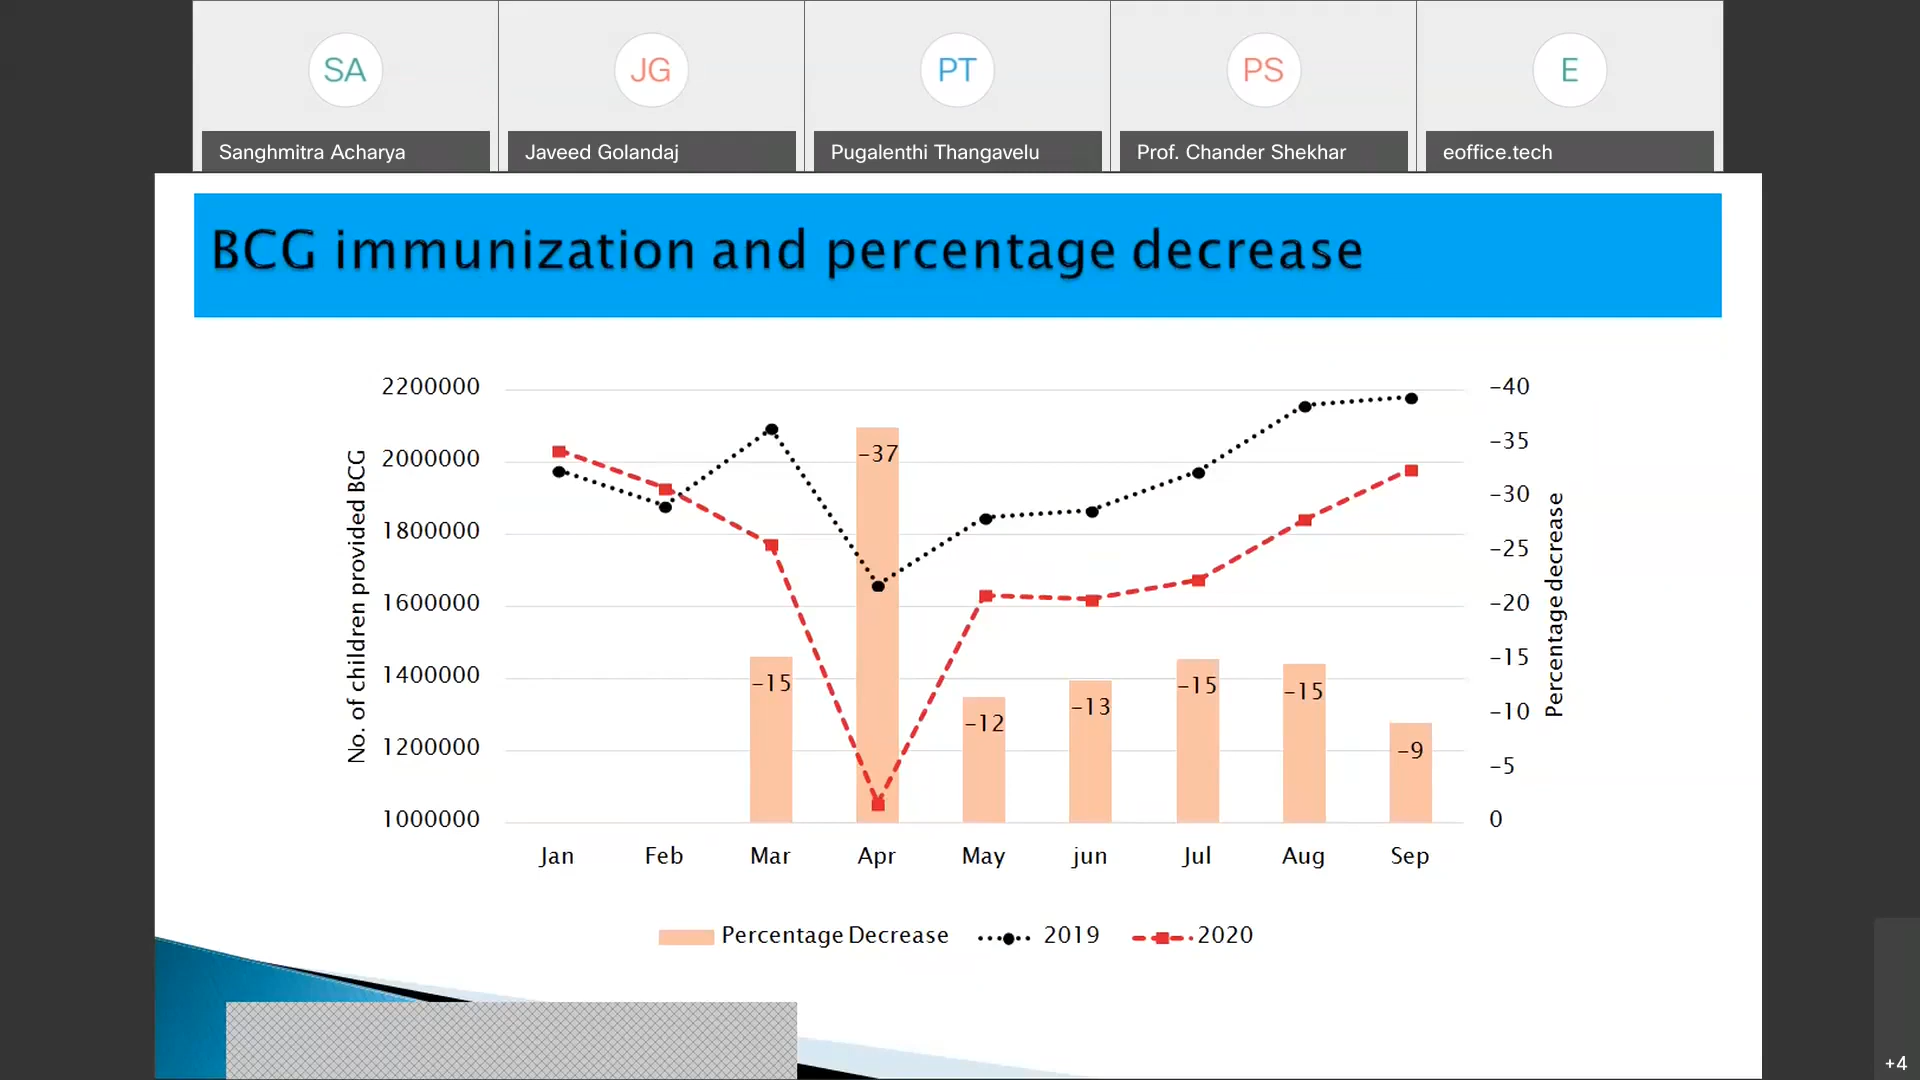 SA
JG
PT
PS
E
Sanghmitra Acharya
Javeed Golandaj
Pugalenthi Thangavelu
Prof. Chander Shekhar
eoffice.tech
BCG immunization and percentage decrease
2200000
2000000
1800000
1600000
1400000
1200000
1000000
No. of children provided BCG
-37
-15
-12
-13
-15
-15
-9
-40
-35
-30
-25
-20
-15
-10
-5
0
Percentage decrease
Jan
Feb
Mar
Apr
May
jun
Jul
Aug
Sep
Percentage Decrease
2019
2020
+4